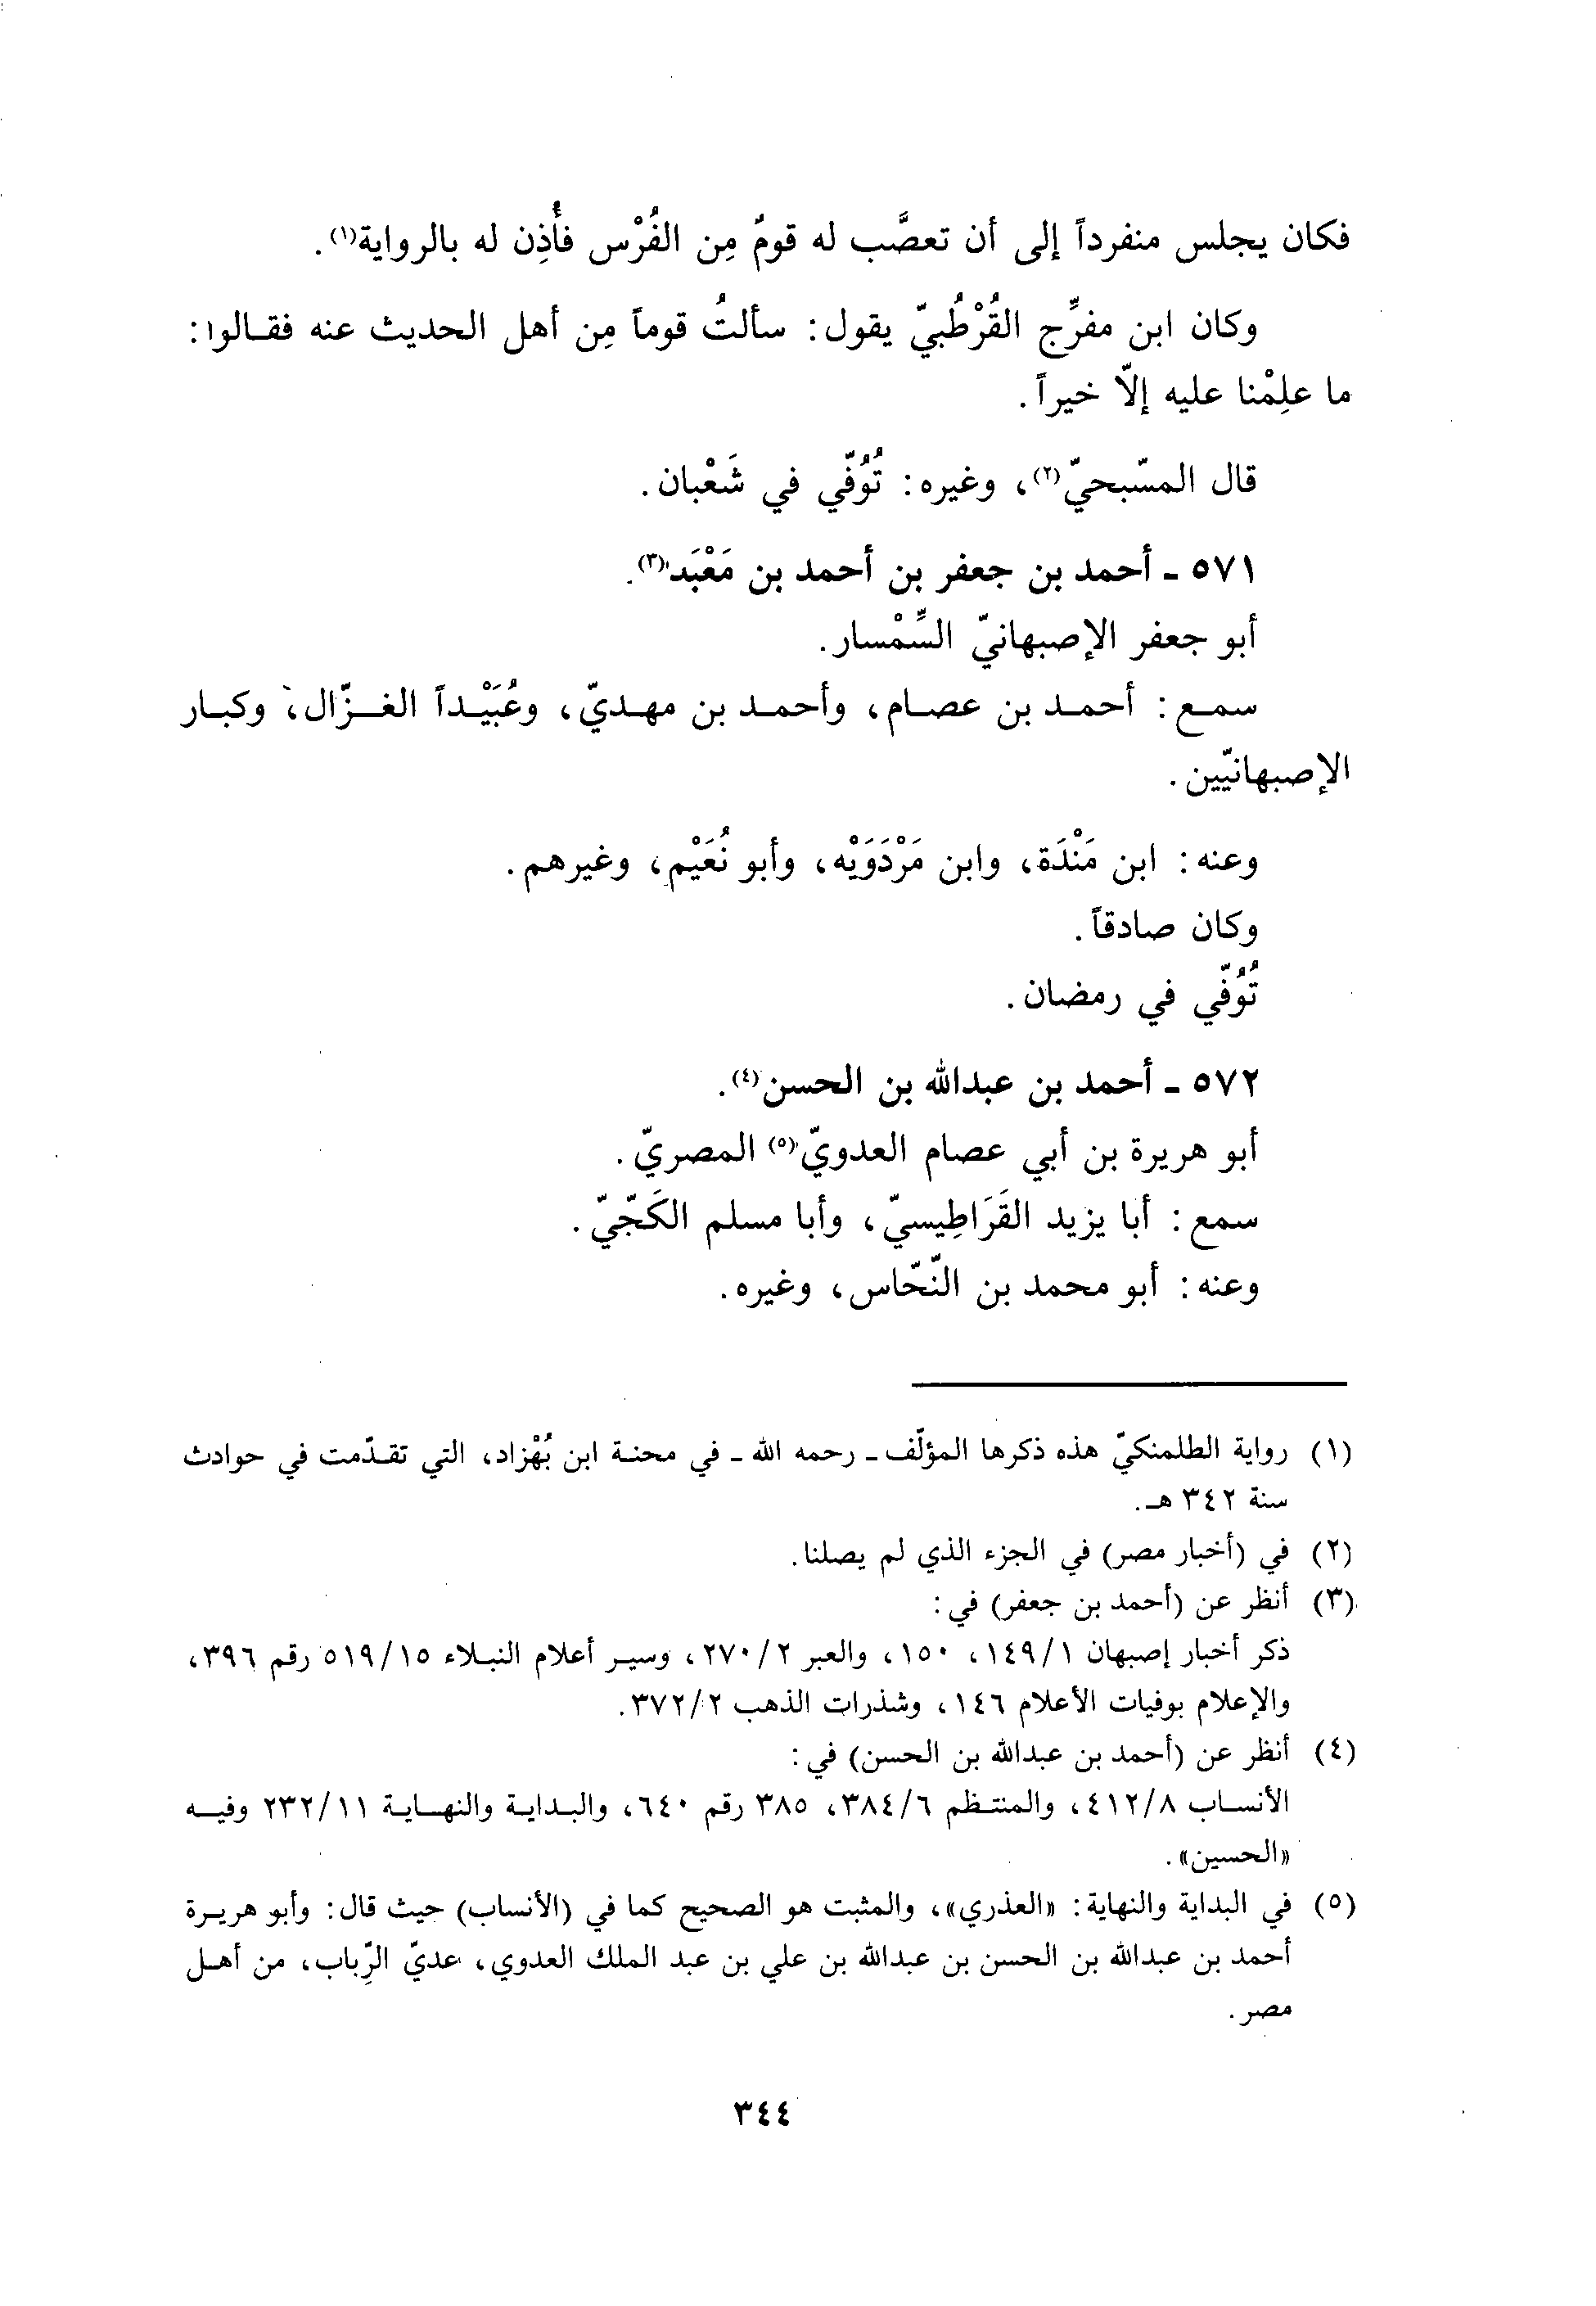 فكان يجلس منفرداً إلى أن تعصَّب له قومٌ مِن الفُرْس فأُذِن له بالرواية(١).
وكان ابن مفرِّج القُرْطُبيّ يقول: سألتُ قوماً مِن أهل الحديث عنه فقالوا:
ما علِمْنا عليه إلّا خيراً.
قال المسّبحيّ(٢)، وغيره: تُوُفّي في شَعْبان.
٥٧١ - أحمد بن جعفر بن أحمد بن مَعْبَد(٣).
أبو جعفر الإصبهانيّ السِّمْسار.
سمع: أحمد بن عصام، وأحمد بن مهديّ، وعُبَيْداً الغزّال، وكبار
الإصبهانيّين.
وعنه: ابن مَنْدَة، وابن مَرْدَوَيْه، وأبو نُعَيْم، وغيرهم.
وكان صادقاً.
تُوُفّي في رمضان.
٥٧٢ - أحمد بن عبدالله بن الحسن(٤).
أبو هريرة بن أبي عصام العدويّ(٥) المصريّ.
سمع: أبا يزيد القَرَاطِيسيّ، وأبا مسلم الكَجّيّ.
وعنه: أبو محمد بن النّحّاس، وغيره.
(١) رواية الطلمنكيّ هذه ذكرها المؤلّف - رحمه الله - في محنة ابن بُهْزاد، التي تقدّمت في حوادث
سنة ٣٤٢ هـ.
(٢) في (أخبار مصر) في الجزء الذي لم يصلنا.
(٣) أنظر عن (أحمد بن جعفر) في:
ذكر أخبار إصبهان ١/١٤٩، ١٥٠، والعبر ٢/٢٧٠، وسير أعلام النبلاء ١٥/٥١٩ رقم ٣٩٦،
والإعلام بوفيات الأعلام ١٤٦، وشذرات الذهب ٢/٣٧٢.
(٤) أنظر عن (أحمد بن عبدالله بن الحسن) في:
الأنساب ٨/٤١٢، والمنتظم ٦/٣٨٤، ٣٨٥ رقم ٦٤٠، والبداية والنهاية ١١/٢٣٢ وفيه
«الحسين».
(٥) في البداية والنهاية: «العذري»، والمثبت هو الصحيح كما في (الأنساب) حيث قال: وأبو هريرة
أحمد بن عبدالله بن الحسن بن عبدالله بن علي بن عبد الملك العدوي، عديّ الرِّباب، من أهل
مصر.
٣٤٤